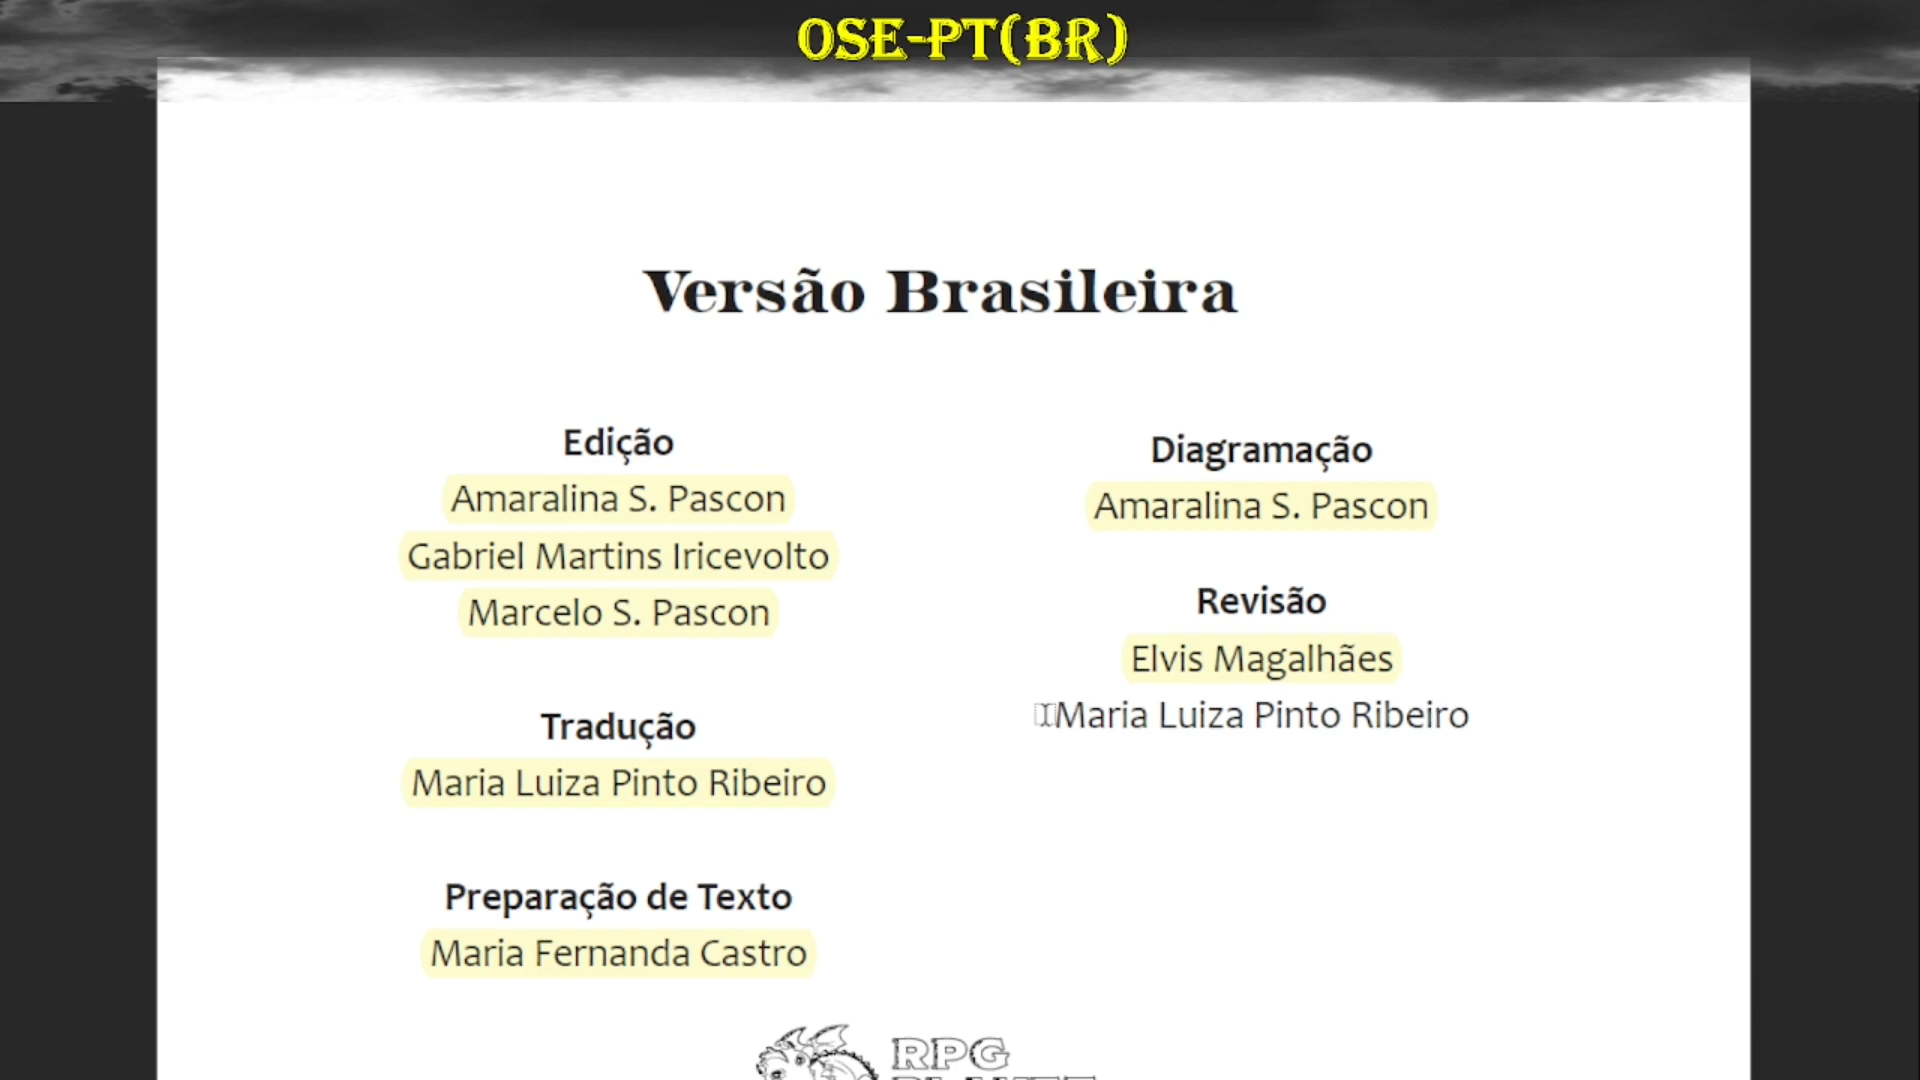 OSE-PT(BR)
Versão Brasileira
Edição
Amaralina S. Pascon
Gabriel Martins Iricevolto
Marcelo S. Pascon
Tradução
Maria Luiza Pinto Ribeiro
Preparação de Texto
Maria Fernanda Castro
Diagramação
Amaralina S. Pascon
Revisão
Elvis Magalhães
Maria Luiza Pinto Ribeiro
RPG